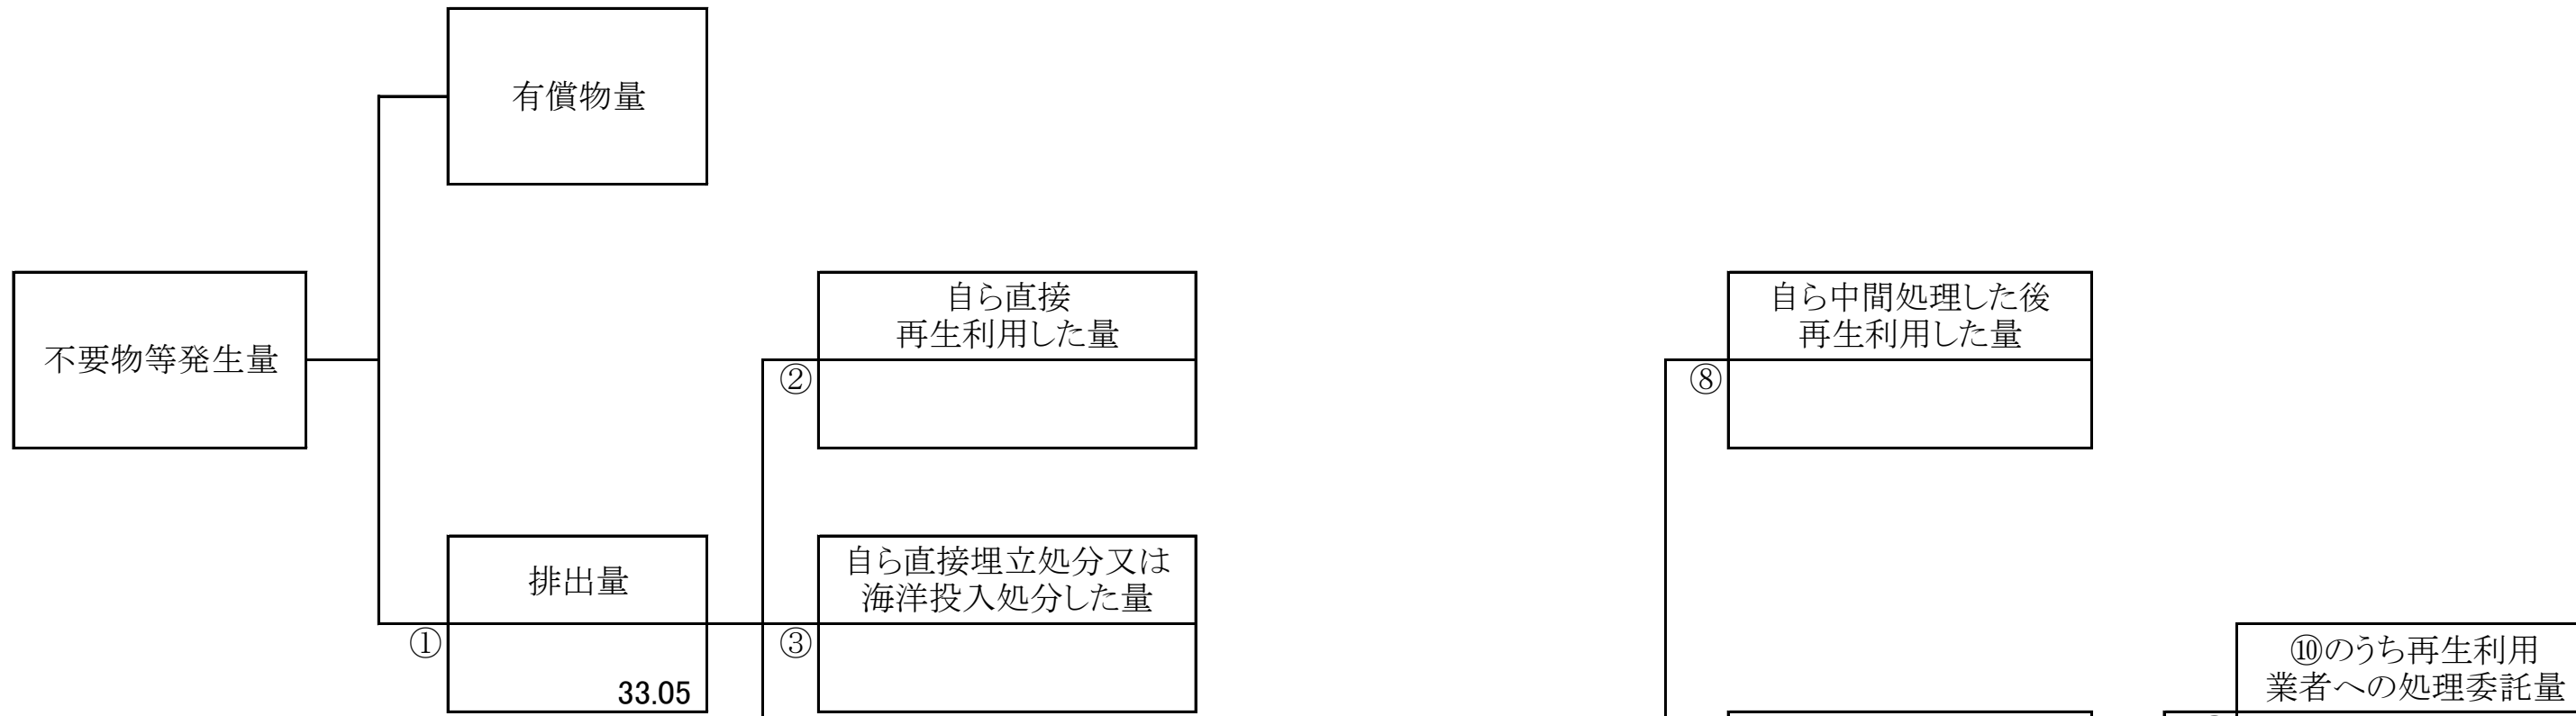 有償物量
不要物等発生量
自ら直接
再生利用した量
②
自ら中間処理した後
再生利用した量
⑧
排出量
①
33.05
自ら直接埋立処分又は
海洋投入処分した量
③
⑩のうち再生利用
業者への処理委託量